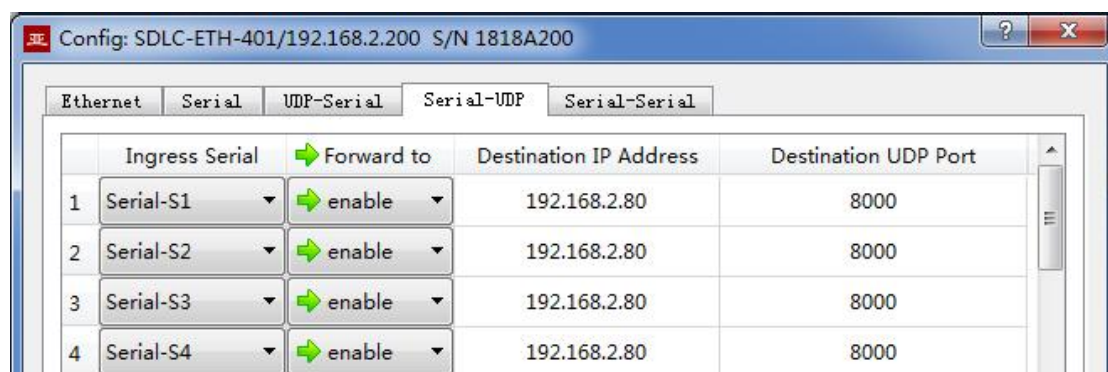 亚 Config: SDLC-ETH-401/192.168.2.200 S/N 1818A200 ? X
Ethernet Serial UDP-Serial Serial-UDP Serial-Serial
Ingress Serial Forward to Destination IP Address Destination UDP Port
1 Serial-S1 enable 192.168.2.80 8000
2 Serial-S2 enable 192.168.2.80 8000
3 Serial-S3 enable 192.168.2.80 8000
4 Serial-S4 enable 192.168.2.80 8000